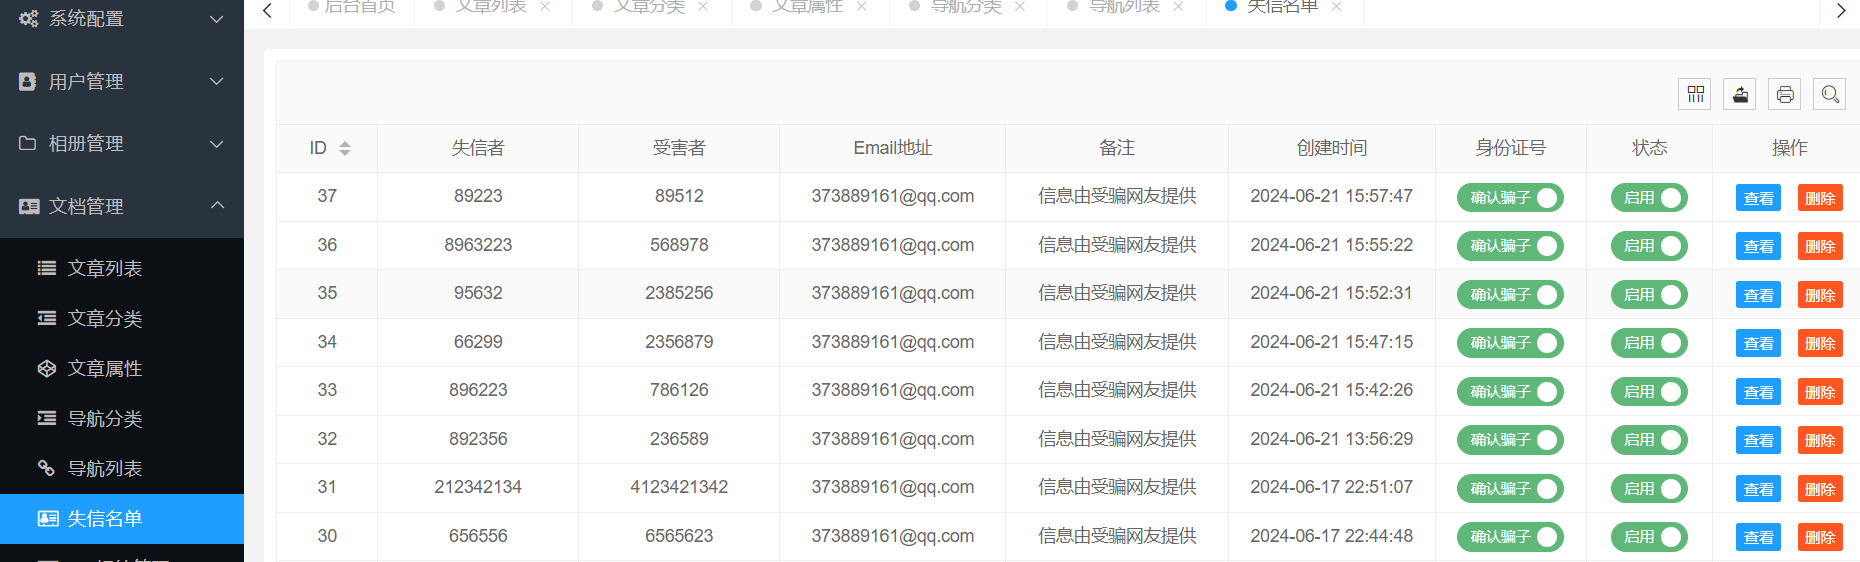 系统配置
用户管理
相册管理
文档管理
文章列表
文章分类
文章属性
导航分类
导航列表
失信名单
后台首页 文章列表 文章分类 文章属性 导航分类 导航列表 失信名单
ID 失信者 受害者 Email地址 备注 创建时间 身份证号 状态 操作
37 89223 89512 373889161@qq.com 信息由受骗网友提供 2024-06-21 15:57:47 确认骗子 启用 查看 删除
36 8963223 568978 373889161@qq.com 信息由受骗网友提供 2024-06-21 15:55:22 确认骗子 启用 查看 删除
35 95632 2385256 373889161@qq.com 信息由受骗网友提供 2024-06-21 15:52:31 确认骗子 启用 查看 删除
34 66299 2356879 373889161@qq.com 信息由受骗网友提供 2024-06-21 15:47:15 确认骗子 启用 查看 删除
33 896223 786126 373889161@qq.com 信息由受骗网友提供 2024-06-21 15:42:26 确认骗子 启用 查看 删除
32 892356 236589 373889161@qq.com 信息由受骗网友提供 2024-06-21 13:56:29 确认骗子 启用 查看 删除
31 212342134 4123421342 373889161@qq.com 信息由受骗网友提供 2024-06-17 22:51:07 确认骗子 启用 查看 删除
30 656556 6565623 373889161@qq.com 信息由受骗网友提供 2024-06-17 22:44:48 确认骗子 启用 查看 删除